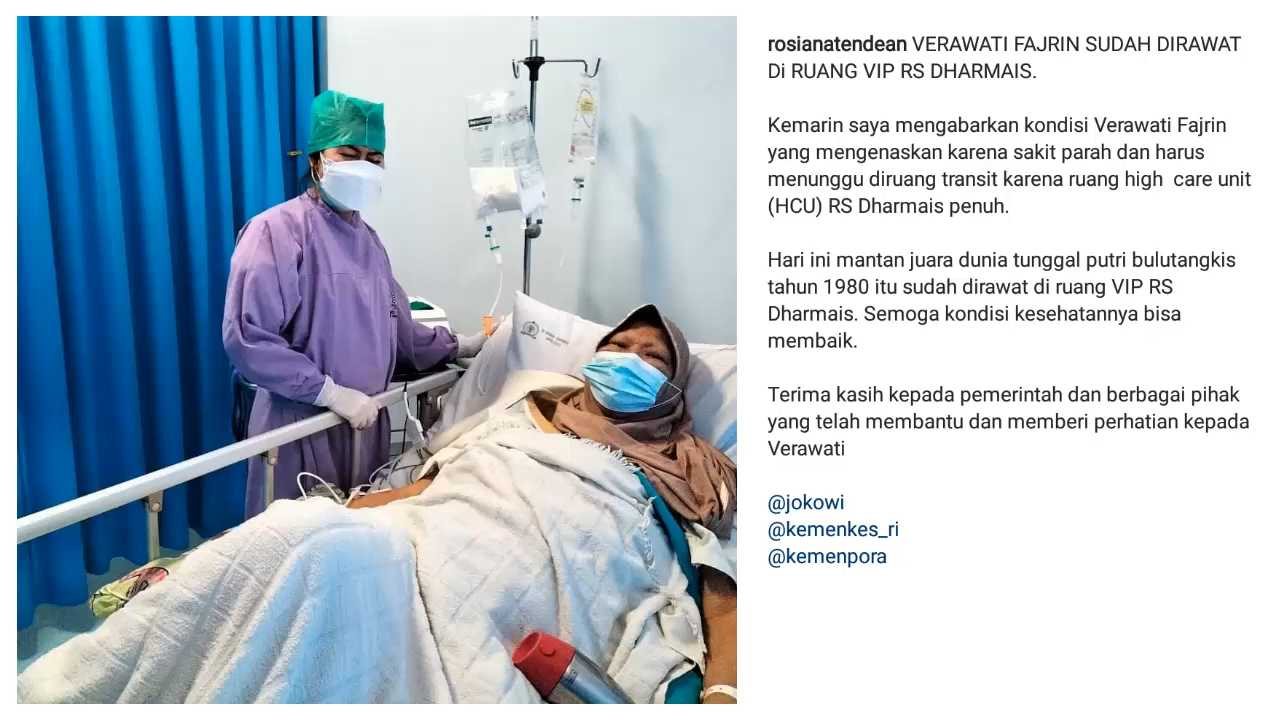 rosianatendean VERAWATI FAJRIN SUDAH DIRAWAT
Di RUANG VIP RS DHARMAIS.
Kemarin saya mengabarkan kondisi Verawati Fajrin
yang mengenaskan karena sakit parah dan harus
menunggu diruang transit karena ruang high care unit
(HCU) RS Dharmais penuh.
Hari ini mantan juara dunia tunggal putri bulutangkis
tahun 1980 itu sudah dirawat di ruang VIP RS
Dharmais. Semoga kondisi kesehatannya bisa
membaik.
Terima kasih kepada pemerintah dan berbagai pihak
yang telah membantu dan memberi perhatian kepada
Verawati
@jokowi
@kemenkes_ri
@kemenpora